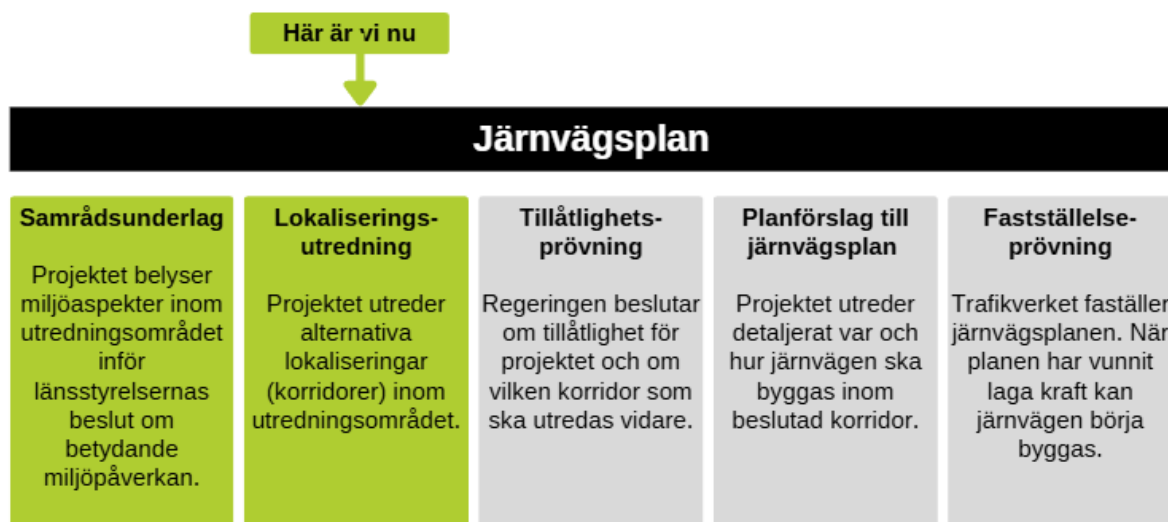 Här är vi nu
Järnvägsplan
Samrådsunderlag
Projektet belyser
miljöaspekter inom
utredningsområdet
inför
länsstyrelsernas
beslut om
betydande
miljöpåverkan.
Lokaliserings-
utredning
Projektet utreder
alternativa
lokaliseringar
(korridorer) inom
utredningsområdet.
Tillåtlighets-
prövning
Regeringen beslutar
om tillåtlighet för
projektet och om
vilken korridor som
ska utredas vidare.
Planförslag till
järnvägsplan
Projektet utreder
detaljerat var och
hur järnvägen ska
byggas inom
beslutad korridor.
Fastställelse-
prövning
Trafikverket fastställer
järnvägsplanen. När
planen har vunnit
laga kraft kan
järnvägen börja
byggas.